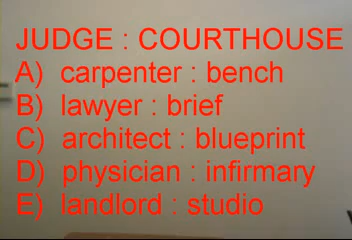 JUDGE : COURTHOUSE
A) carpenter : bench
B) lawyer : brief
C) architect : blueprint
D) physician : infirmary
E) landlord : studio